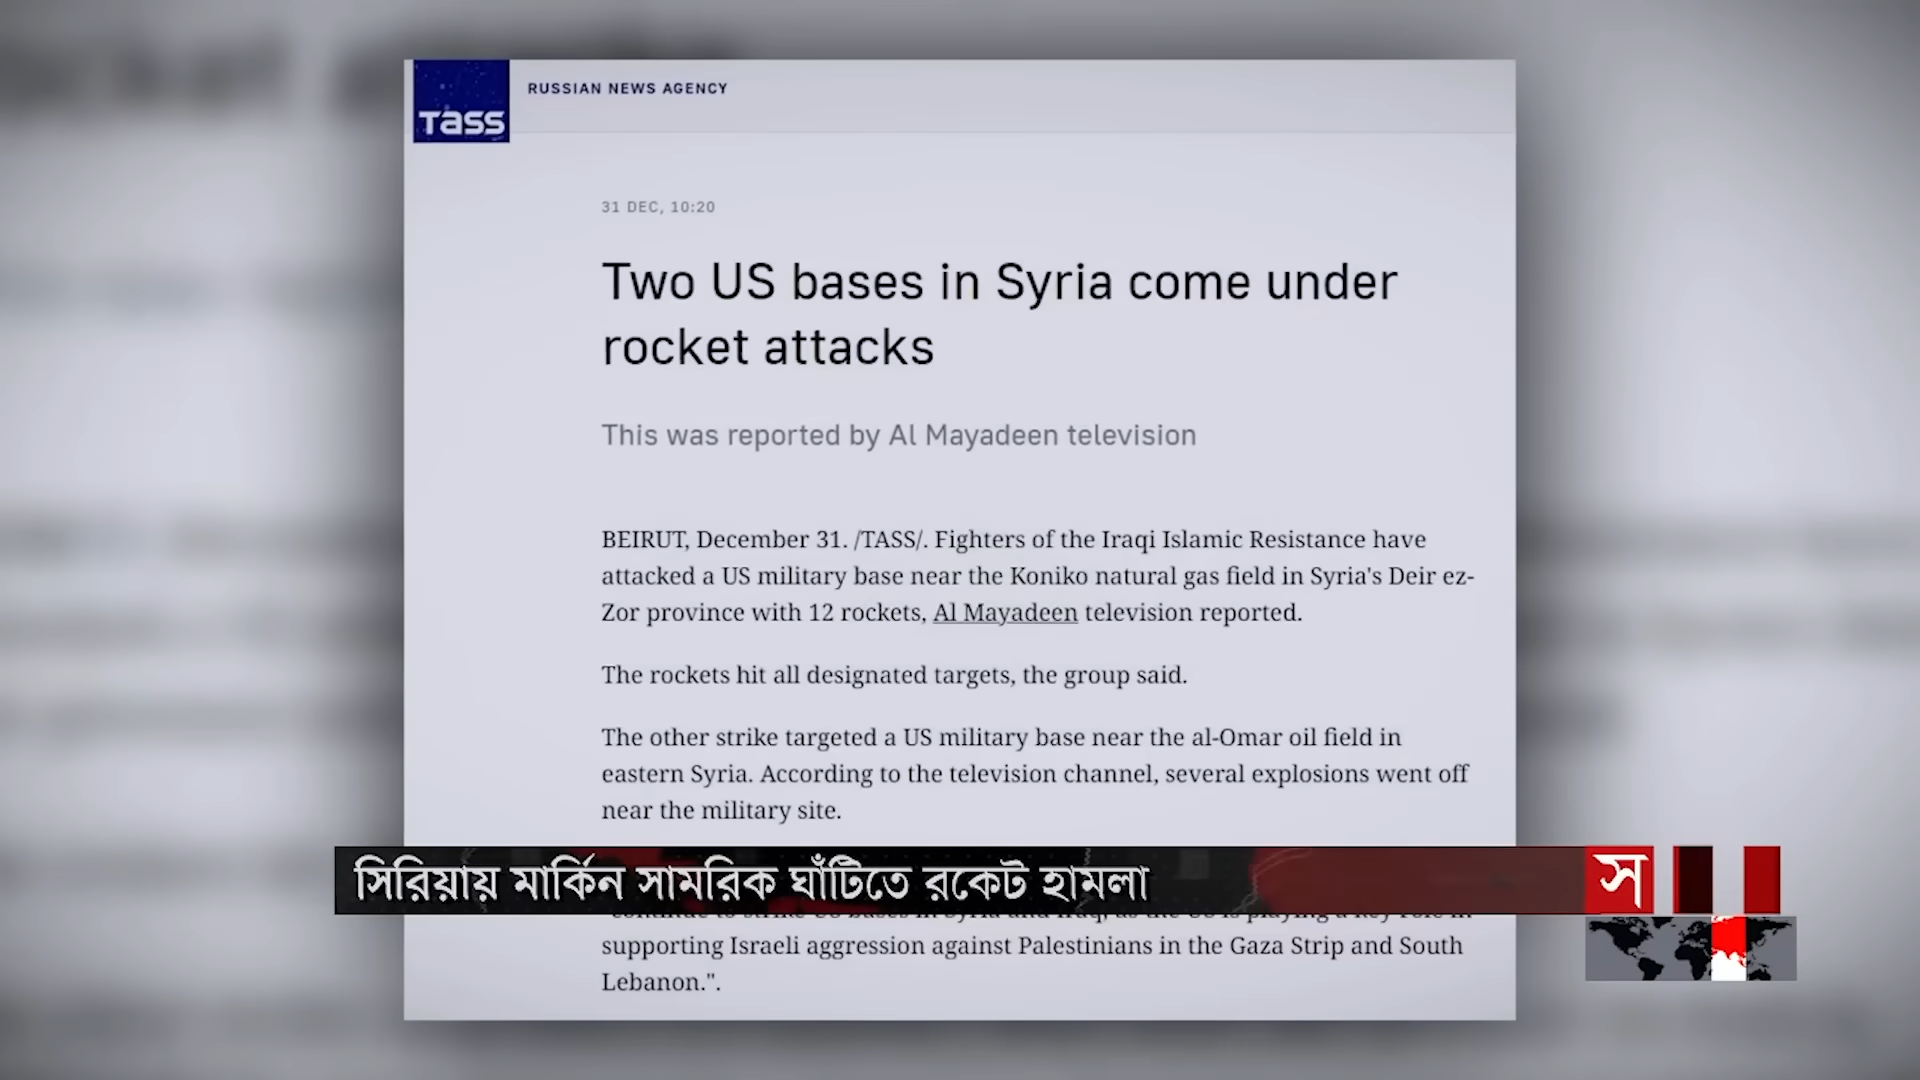 TASS
RUSSIAN NEWS AGENCY
31 DEC, 10:20
Two US bases in Syria come under
rocket attacks
This was reported by Al Mayadeen television
BEIRUT, December 31. /TASS/. Fighters of the Iraqi Islamic Resistance have
attacked a US military base near the Koniko natural gas field in Syria's Deir ez-
Zor province with 12 rockets, Al Mayadeen television reported.
The rockets hit all designated targets, the group said.
The other strike targeted a US military base near the al-Omar oil field in
eastern Syria. According to the television channel, several explosions went off
near the military site.
সিরিয়ায় মার্কিন সামরিক ঘাঁটিতে রকেট হামলা
স
supporting Israeli aggression against Palestinians in the Gaza Strip and South
Lebanon.".